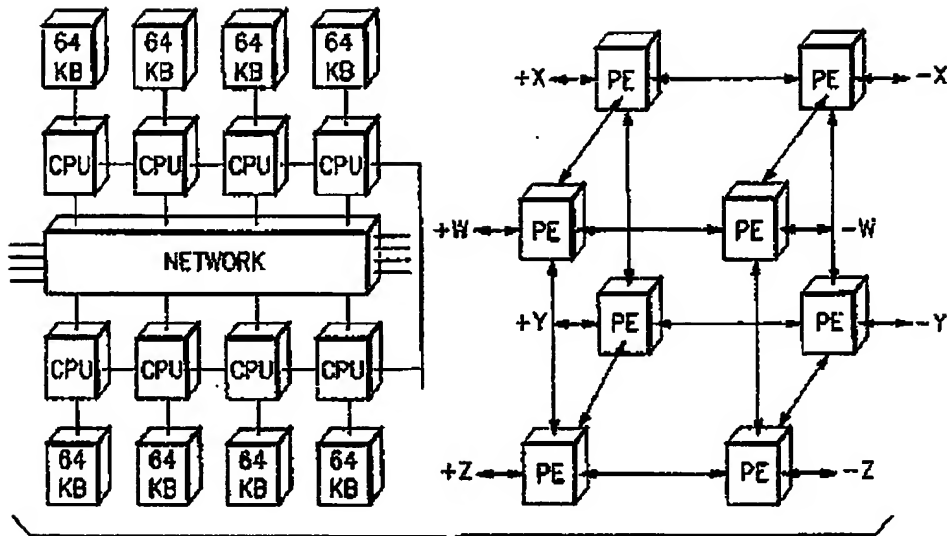 64 KB 64 KB 64 KB 64 KB
CPU CPU CPU CPU
NETWORK
CPU CPU CPU CPU
64 KB 64 KB 64 KB 64 KB
+X PE PE -X
+W PE PE -W
+Y PE PE -Y
+Z PE PE -Z